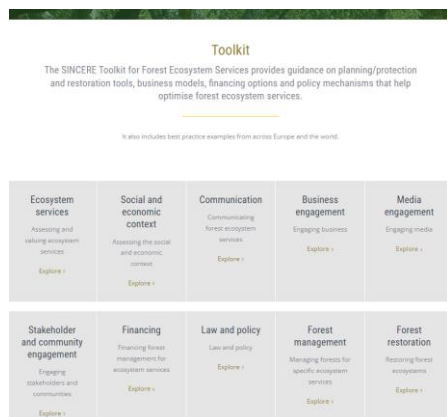 Toolkit
The SINCERE Toolkit for Forest Ecosystem Services provides guidance on planning/protection
and restoration tools, business models, financing options and policy mechanisms that help
optimise forest ecosystem services.
It also includes best practice examples from across Europe and the world.
Ecosystem
services
Assessing and
valuing ecosystem
services
Explore ›
Social and
economic
context
Assessing the social
and economic
context
Explore ›
Communication
Communicating
forest ecosystem
services
Explore ›
Business
engagement
Engaging business
Explore ›
Media
engagement
Engaging media
Explore ›
Stakeholder
and community
engagement
Engaging
stakeholders and
communities
Explore ›
Financing
Financing forest
management for
ecosystem services
Explore ›
Law and policy
Law and policy
Explore ›
Forest
management
Managing forests for
specific ecosystem
services
Explore ›
Forest
restoration
Restoring forest
ecosystems
Explore ›